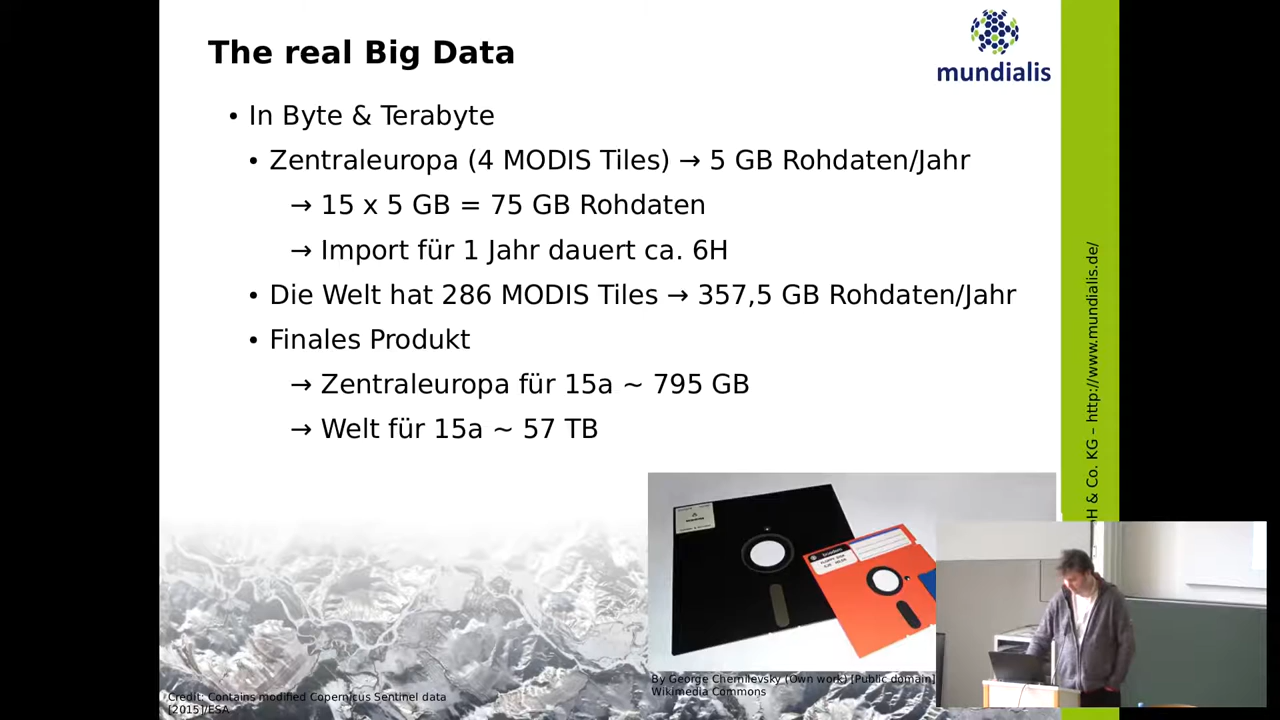 The real Big Data
mundialis
• In Byte & Terabyte
• Zentraleuropa (4 MODIS Tiles) → 5 GB Rohdaten/Jahr
→ 15 x 5 GB = 75 GB Rohdaten
→ Import für 1 Jahr dauert ca. 6H
• Die Welt hat 286 MODIS Tiles → 357,5 GB Rohdaten/Jahr
• Finales Produkt
→ Zentraleuropa für 15a ~ 795 GB
→ Welt für 15a ~ 57 TB
H & Co. KG – http://www.mundialis.de/
By George Chernilevsky (Own work) [Public domain]
Wikimedia Commons
Credit: Contains modified Copernicus Sentinel data
[2015]/ESA